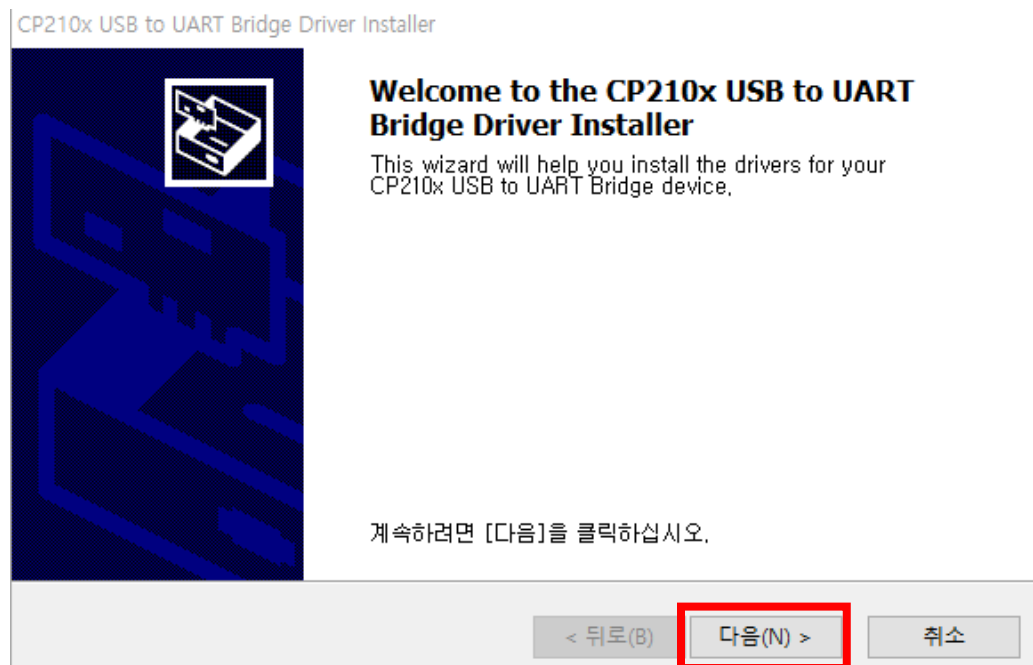 CP210x USB to UART Bridge Driver Installer
Welcome to the CP210x USB to UART
Bridge Driver Installer
This wizard will help you install the drivers for your
CP210x USB to UART Bridge device,
계속하려면 [다음]을 클릭하십시오,
< 뒤로(B)
다음(N) >
취소